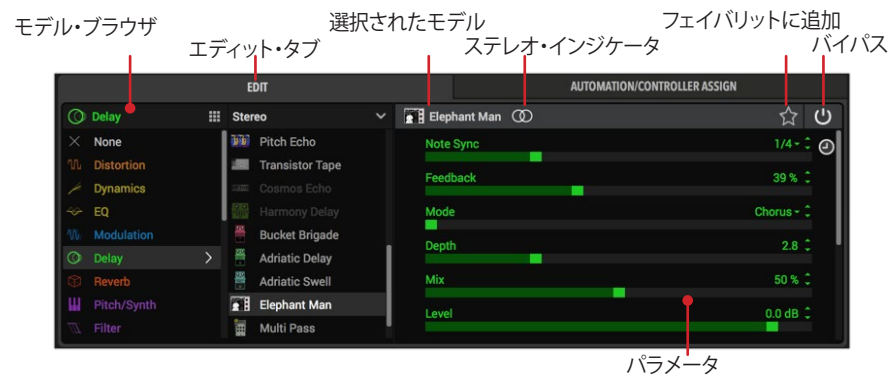 モデル・ブラウザ
選択されたモデル
フェイバリットに追加
エディット・タブ
ステレオ・インジケータ
バイパス
EDIT
AUTOMATION/CONTROLLER ASSIGN
Delay
Stereo
Elephant Man
None
Distortion
Dynamics
EQ
Modulation
Delay
Reverb
Pitch/Synth
Filter
Pitch Echo
Transistor Tape
Cosmos Echo
Harmony Delay
Bucket Brigade
Adriatic Delay
Adriatic Swell
Elephant Man
Multi Pass
Note Sync 1/4
Feedback 39 %
Mode Chorus
Depth 2.8
Mix 50 %
Level 0.0 dB
パラメータ